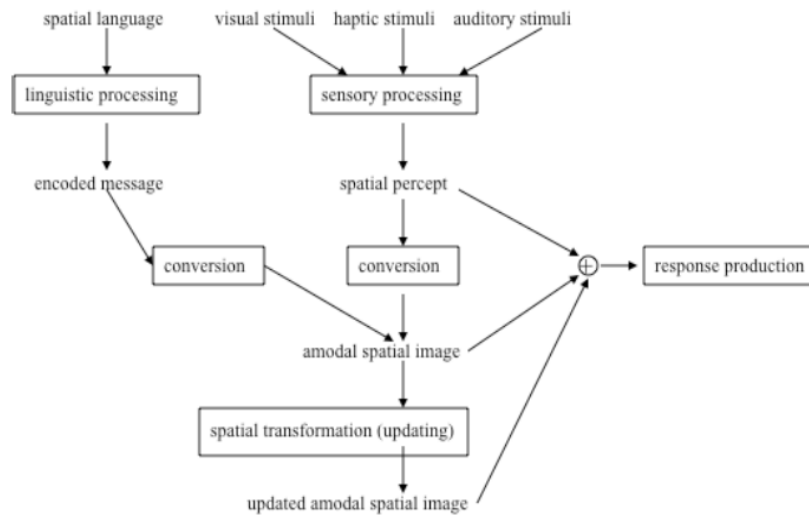 spatial language
visual stimuli
haptic stimuli
auditory stimuli
linguistic processing
sensory processing
encoded message
spatial percept
conversion
conversion
response production
amodal spatial image
spatial transformation (updating)
updated amodal spatial image